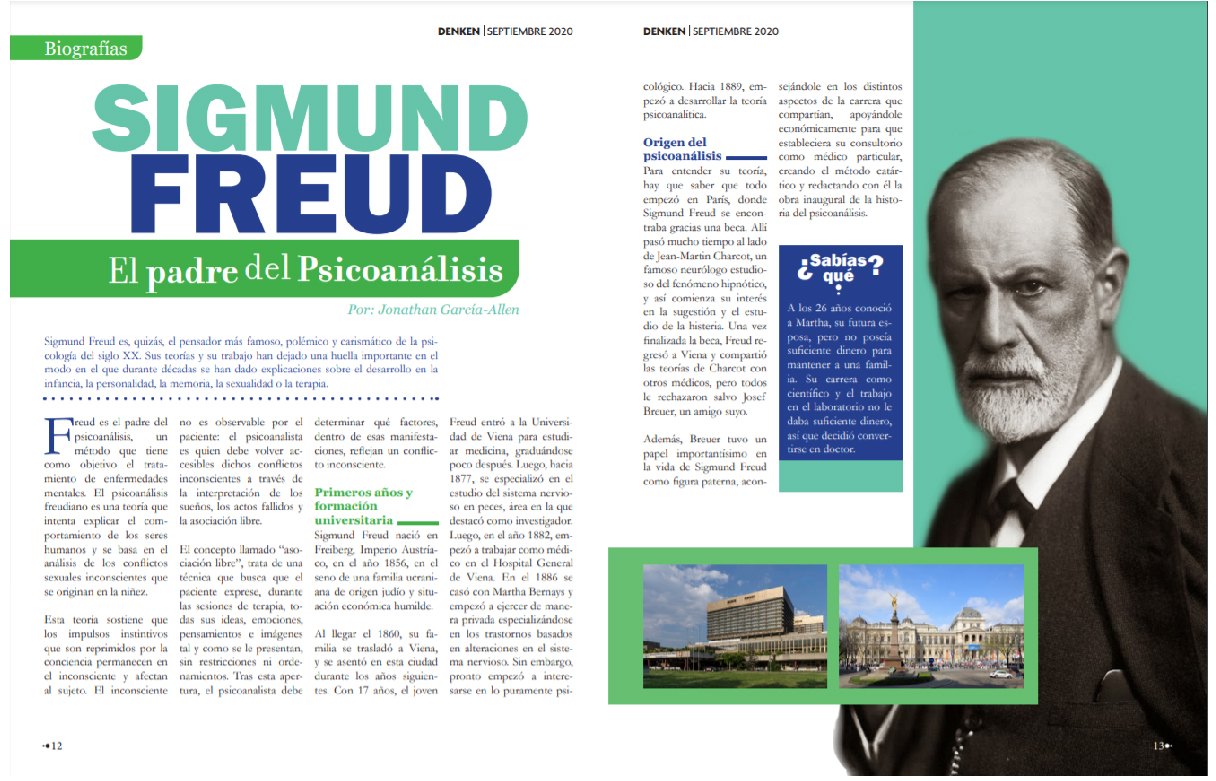 DENKEN | SEPTIEMBRE 2020
Biografías
SIGMUND
FREUD
El padre del Psicoanálisis
Por: Jonathan García-Allen
Sigmund Freud es, quizás, el pensador más famoso, polémico y carismático de la psi-
cología del siglo XX. Sus teorías y su trabajo han dejado una huella importante en el
modo en el que durante décadas se han dado explicaciones sobre el desarrollo en la
infancia, la personalidad, la memoria, la sexualidad o la terapia.
Freud es el padre del
psicoanálisis, un
método que tiene
como objetivo el trata-
miento de enfermedades
mentales. El psicoanálisis
freudiano es una teoría que
intenta explicar el com-
portamiento de los seres
humanos y se basa en el
análisis de los conflictos
sexuales inconscientes que
se originan en la niñez.
Esta teoría sostiene que
los impulsos instintivos
que son reprimidos por la
conciencia permanecen en
el inconsciente y afectan
al sujeto. El inconsciente
no es observable por el
paciente: el psicoanalista
es quien debe volver ac-
cesibles dichos conflictos
inconscientes a través de
la interpretación de los
sueños, los actos fallidos y
la asociación libre.
El concepto llamado “aso-
ciación libre”, trata de una
técnica que busca que el
paciente exprese, durante
las sesiones de terapia, to-
das sus ideas, emociones,
pensamientos e imágenes
tal y como se le presentan,
sin restricciones ni orde-
namientos. Tras esta aper-
tura, el psicoanalista debe
determinar qué factores,
dentro de esas manifesta-
ciones, reflejan un conflic-
to inconsciente.
Primeros años y
formación
universitaria
Sigmund Freud nació en
Freiberg, Imperio Austria-
co, en el año 1856, en el
seno de una familia ucrani-
ana de origen judío y situ-
ación económica humilde.
Al llegar el 1860, su fa-
milia se trasladó a Viena,
y se asentó en esta ciudad
durante los años siguien-
tes. Con 17 años, el joven
Freud entró a la Universi-
dad de Viena para estudi-
ar medicina, graduándose
poco después. Luego, hacia
1877, se especializó en el
estudio del sistema nervio-
so en peces, área en la que
destacó como investigador.
Luego, en el año 1882, em-
pezó a trabajar como médi-
co en el Hospital General
de Viena. En el 1886 se
casó con Martha Bernays y
empezó a ejercer de mane-
ra privada especializándose
en los trastornos basados
en alteraciones en el siste-
ma nervioso. Sin embargo,
pronto empezó a intere-
sarse en lo puramente psi-
12
DENKEN | SEPTIEMBRE 2020
cológico. Hacia 1889, em-
pezó a desarrollar la teoría
psicoanalítica.
Origen del
psicoanálisis
Para entender su teoría,
hay que saber que todo
empezó en París, donde
Sigmund Freud se encon-
traba gracias una beca. Allí
pasó mucho tiempo al lado
de Jean-Martin Charcot, un
famoso neurólogo estudio-
so del fenómeno hipnótico,
y así comienza su interés
en la sugestión y el estu-
dio de la histeria. Una vez
finalizada la beca, Freud re-
gresó a Viena y compartió
las teorías de Charcot con
otros médicos, pero todos
le rechazaron salvo Josef
Breuer, un amigo suyo.
Además, Breuer tuvo un
papel importantísimo en
la vida de Sigmund Freud
como figura paterna, acon-
sejándole en los distintos
aspectos de la carrera que
compartían, apoyándole
económicamente para que
estableciera su consultorio
como médico particular,
creando el método catár-
tico y redactando con él la
obra inaugural de la histo-
ria del psicoanálisis.
¿Sabías
qué?
A los 26 años conoció
a Martha, su futura es-
posa, pero no poseía
suficiente dinero para
mantener a una famil-
ia. Su carrera como
científico y el trabajo
en el laboratorio no le
daba suficiente dinero,
así que decidió conver-
tirse en doctor.
13